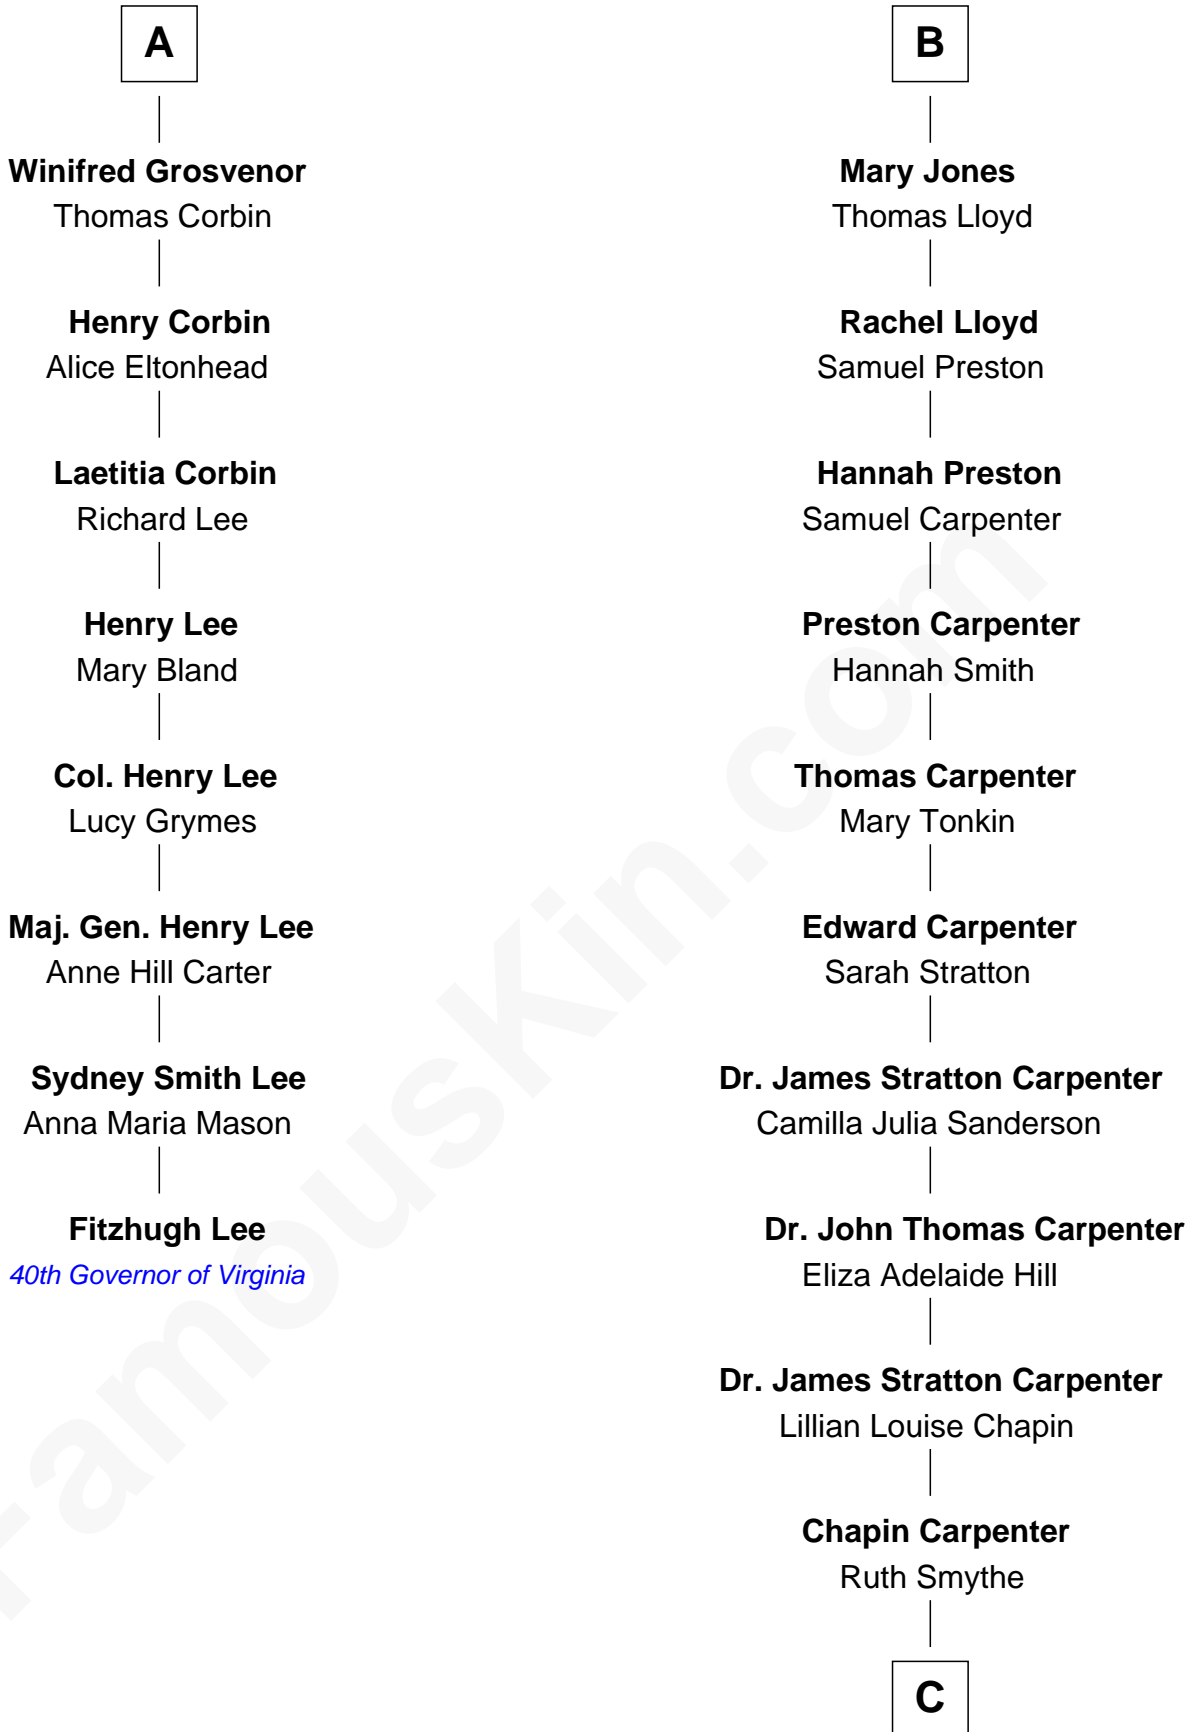 A
Winifred Grosvenor
Thomas Corbin
Henry Corbin
Alice Eltonhead
Laetitia Corbin
Richard Lee
Henry Lee
Mary Bland
Col. Henry Lee
Lucy Grymes
Maj. Gen. Henry Lee
Anne Hill Carter
Sydney Smith Lee
Anna Maria Mason
Fitzhugh Lee
40th Governor of Virginia
B
Mary Jones
Thomas Lloyd
Rachel Lloyd
Samuel Preston
Hannah Preston
Samuel Carpenter
Preston Carpenter
Hannah Smith
Thomas Carpenter
Mary Tonkin
Edward Carpenter
Sarah Stratton
Dr. James Stratton Carpenter
Camilla Julia Sanderson
Dr. John Thomas Carpenter
Eliza Adelaide Hill
Dr. James Stratton Carpenter
Lillian Louise Chapin
Chapin Carpenter
Ruth Smythe
C
FamousKin.com